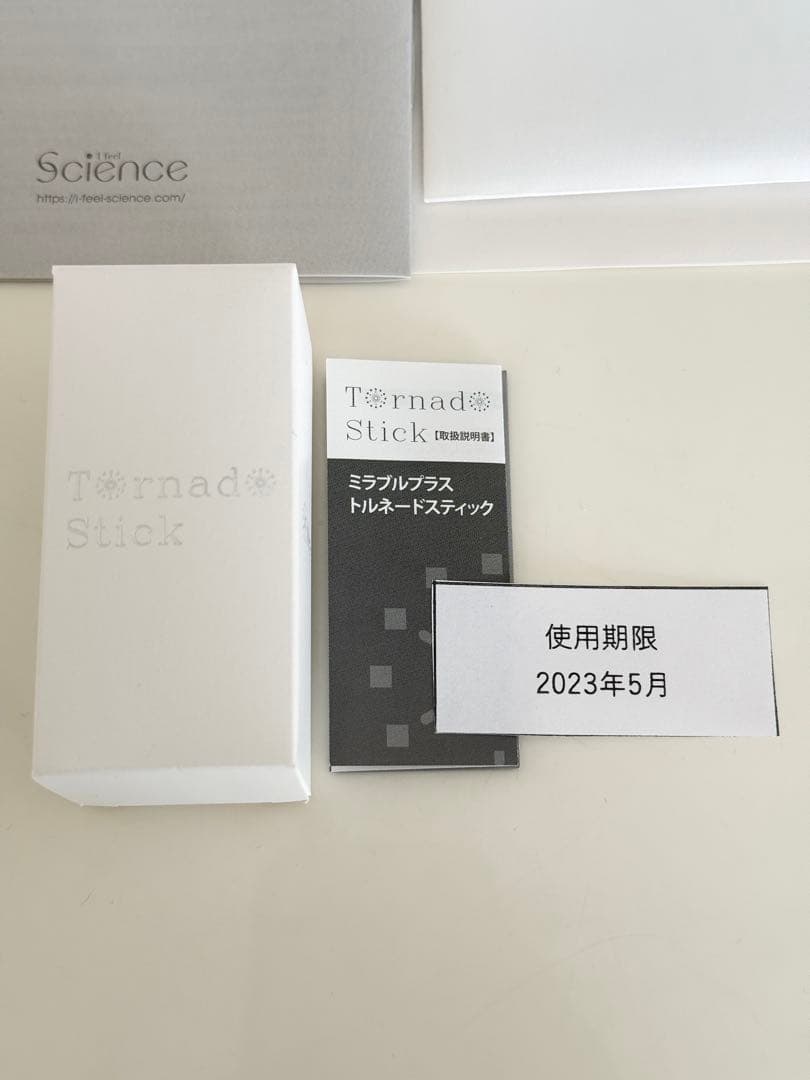 i feel
Science
https://i-feel-science.com/
Tornado
Stick
Tornado
Stick【取扱説明書】
ミラブルプラス
トルネードスティック
使用期限
2023年5月